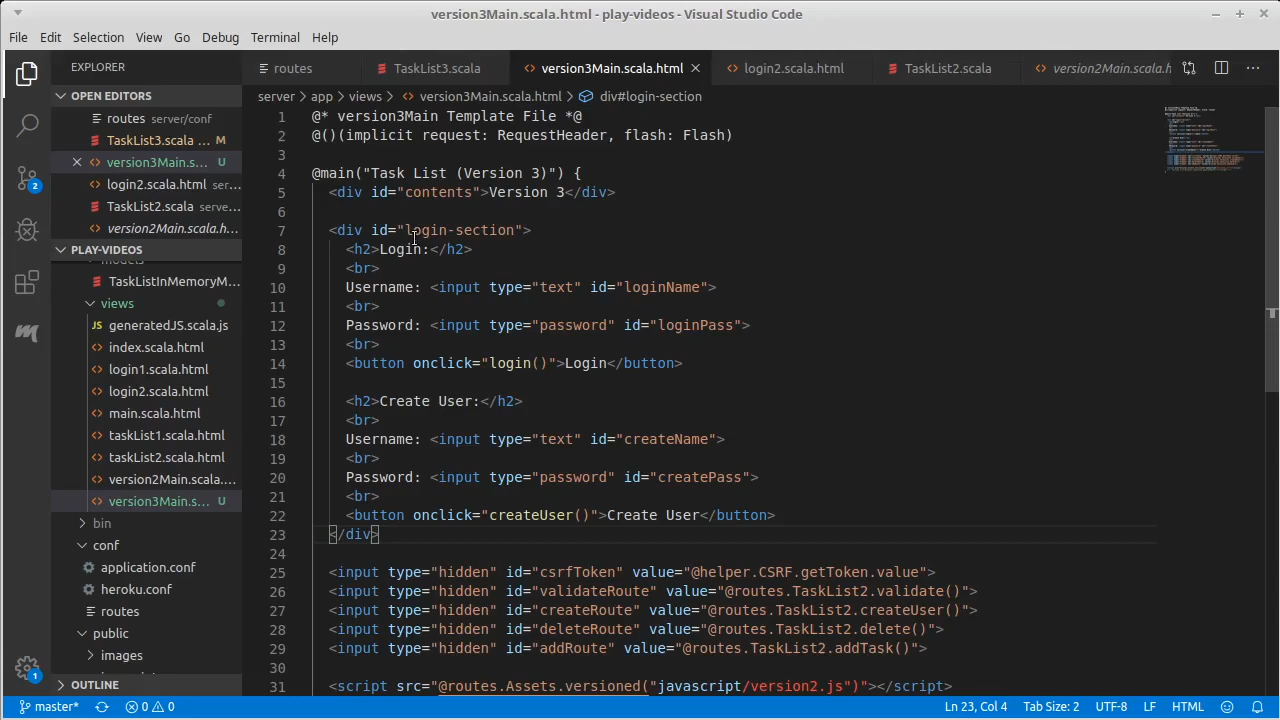 version3Main.scala.html - play-videos - Visual Studio Code
File Edit Selection View Go Debug Terminal Help
EXPLORER
routes TaskList3.scala version3Main.scala.html login2.scala.html TaskList2.scala version2Main.scala.h
OPEN EDITORS
server app views version3Main.scala.html div#login-section
routes server/conf
TaskList3.scala ... M
version3Main.s... U
login2.scala.html ser...
TaskList2.scala serve...
version2Main.scala.h...
PLAY-VIDEOS
TaskListInMemoryM...
views
JS generatedJS.scala.js
index.scala.html
login1.scala.html
login2.scala.html
main.scala.html
taskList1.scala.html
taskList2.scala.html
version2Main.scala....
version3Main.s... U
bin
conf
application.conf
heroku.conf
routes
public
images
OUTLINE
1 @* version3Main Template File *@
2 @()(implicit request: RequestHeader, flash: Flash)
3
4 @main("Task List (Version 3)") {
5 <div id="contents">Version 3</div>
6
7 <div id="login-section">
8 <h2>Login:</h2>
9 <br>
10 Username: <input type="text" id="loginName">
11 <br>
12 Password: <input type="password" id="loginPass">
13 <br>
14 <button onclick="login()">Login</button>
15
16 <h2>Create User:</h2>
17 <br>
18 Username: <input type="text" id="createName">
19 <br>
20 Password: <input type="password" id="createPass">
21 <br>
22 <button onclick="createUser()">Create User</button>
23 </div>
24
25 <input type="hidden" id="csrfToken" value="@helper.CSRF.getToken.value">
26 <input type="hidden" id="validateRoute" value="@routes.TaskList2.validate()">
27 <input type="hidden" id="createRoute" value="@routes.TaskList2.createUser()">
28 <input type="hidden" id="deleteRoute" value="@routes.TaskList2.delete()">
29 <input type="hidden" id="addRoute" value="@routes.TaskList2.addTask()">
30
31 <script src="@routes.Assets.versioned("javascript/version2.js")"></script>
2
1
master* 0 0 Ln 23, Col 4 Tab Size: 2 UTF-8 LF HTML